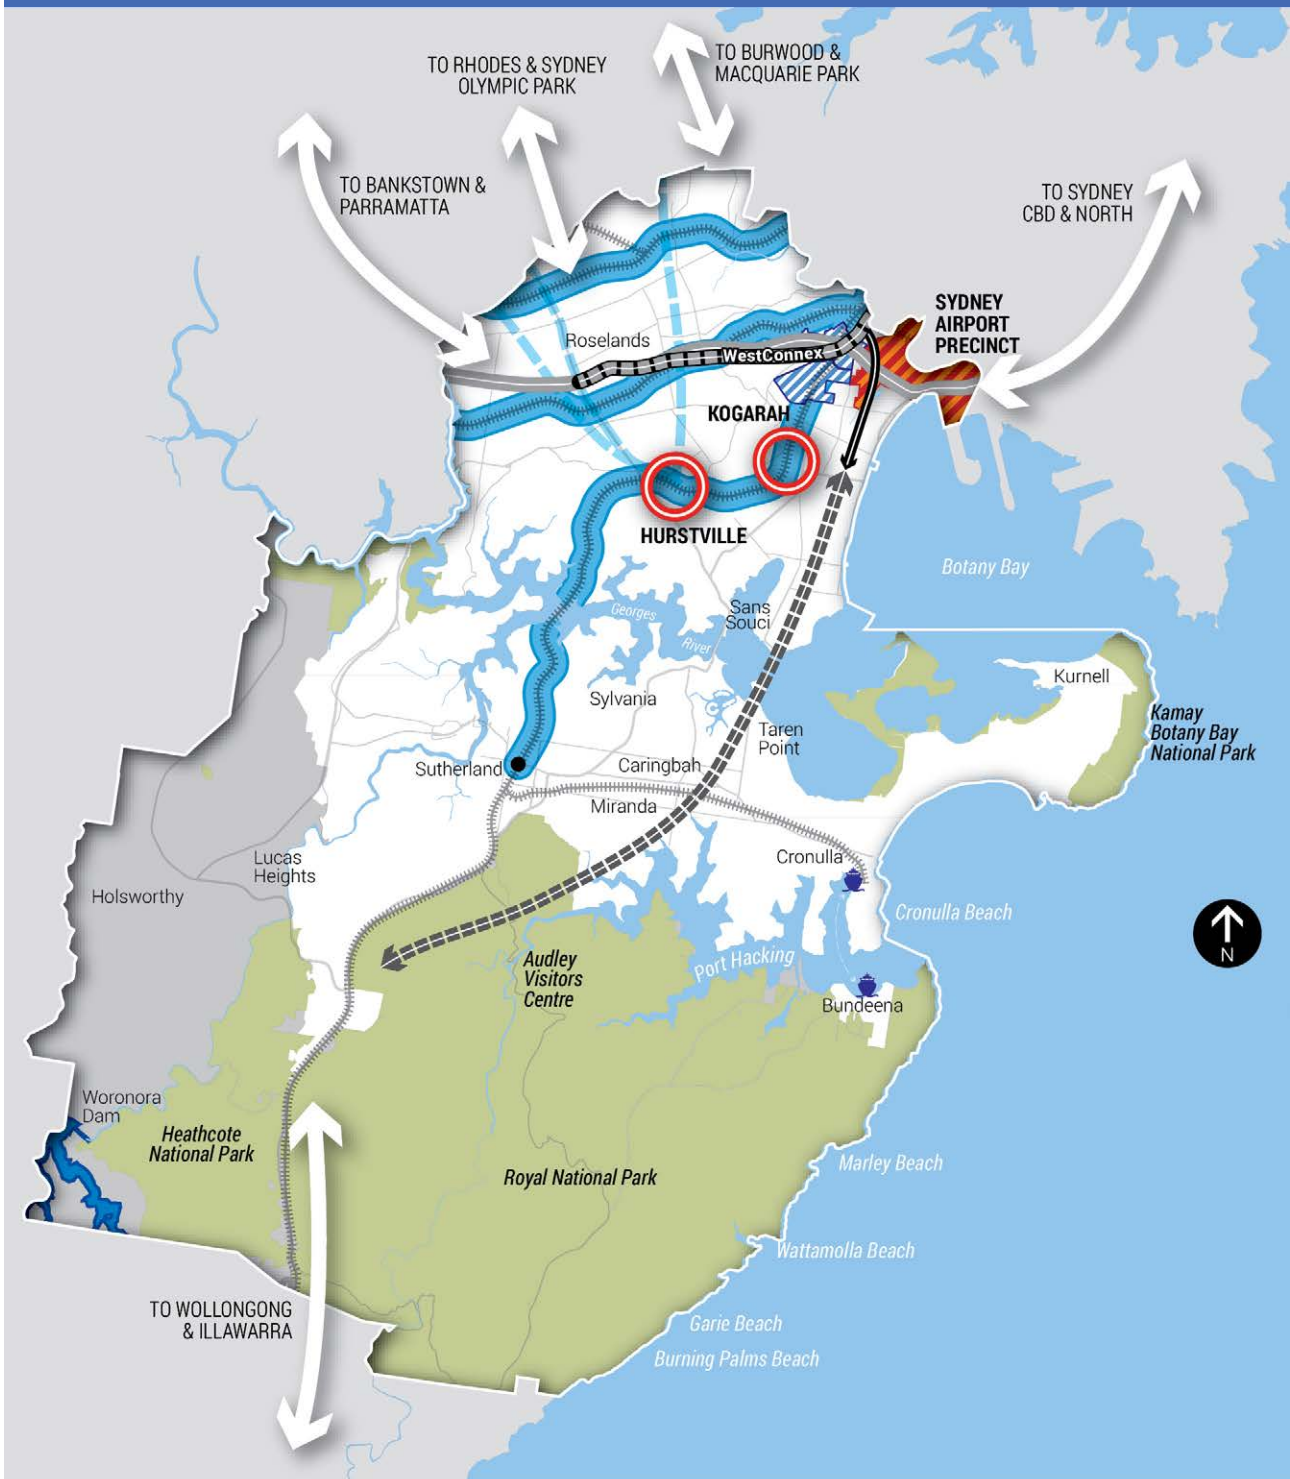 TO BURWOOD &
MACQUARIE PARK
TO RHODES & SYDNEY
OLYMPIC PARK
TO BANKSTOWN &
PARRAMATTA
TO SYDNEY
CBD & NORTH
SYDNEY
AIRPORT
PRECINCT
Roselands
WestConnex
KOGARAH
HURSTVILLE
Botany Bay
Georges
River
Sans
Souci
Kurnell
Sylvania
Taren
Point
Kamay
Botany Bay
National Park
Sutherland
Caringbah
Miranda
Lucas
Heights
Cronulla
Holsworthy
Cronulla Beach
N
Audley
Visitors
Centre
Port Hacking
Bundeena
Woronora
Dam
Heathcote
National Park
Royal National Park
Marley Beach
Wattamolla Beach
TO WOLLONGONG
& ILLAWARRA
Garie Beach
Burning Palms Beach